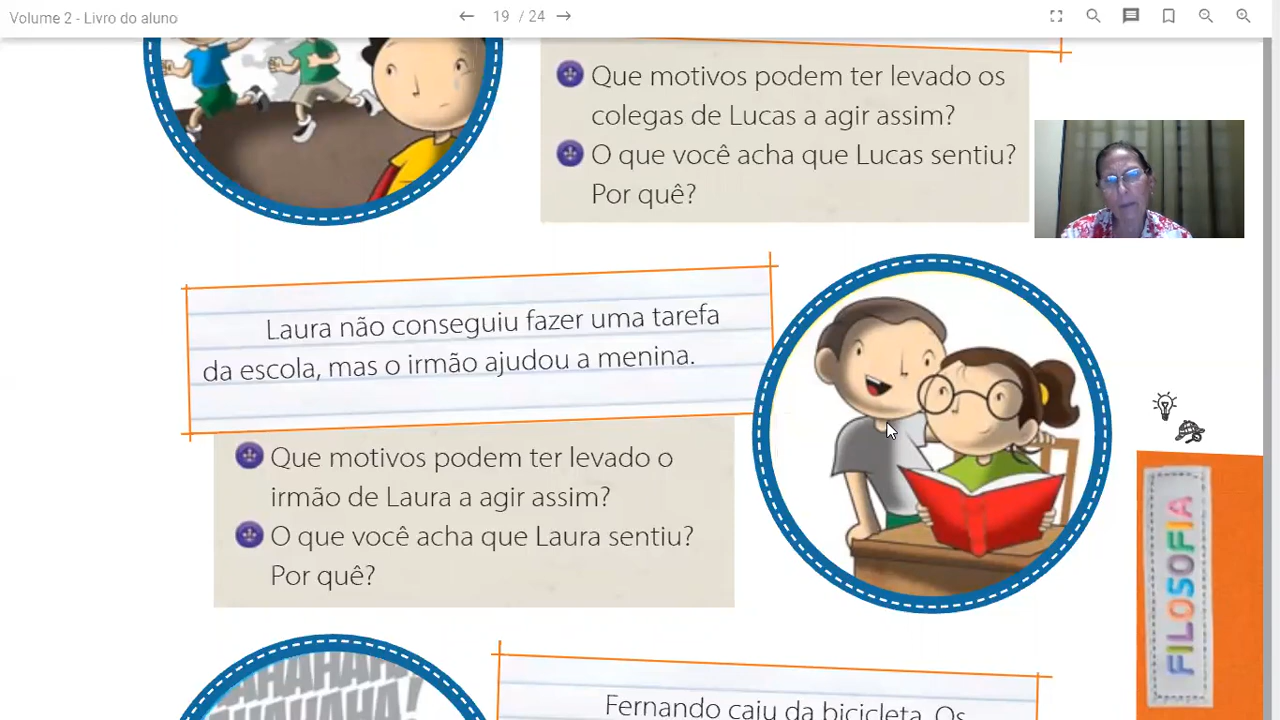 Volume 2 - Livro do aluno
19 / 24
Que motivos podem ter levado os
colegas de Lucas a agir assim?
O que você acha que Lucas sentiu?
Por quê?
Laura não conseguiu fazer uma tarefa
da escola, mas o irmão ajudou a menina.
Que motivos podem ter levado o
irmão de Laura a agir assim?
O que você acha que Laura sentiu?
Por quê?
FILOSOFIA
AHAHAHA
AHAHA!
Fernando caiu da bicicleta. Os